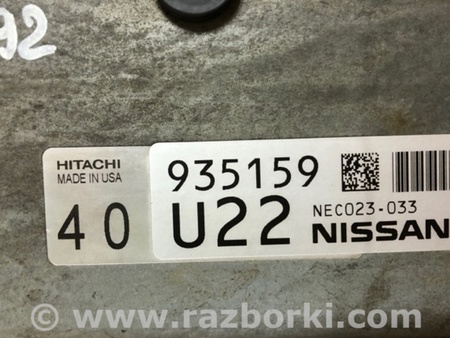 92
HITACHI
MADE IN USA
40
935159
U22
NEC023-033
NISSAN
© www.razborki.com